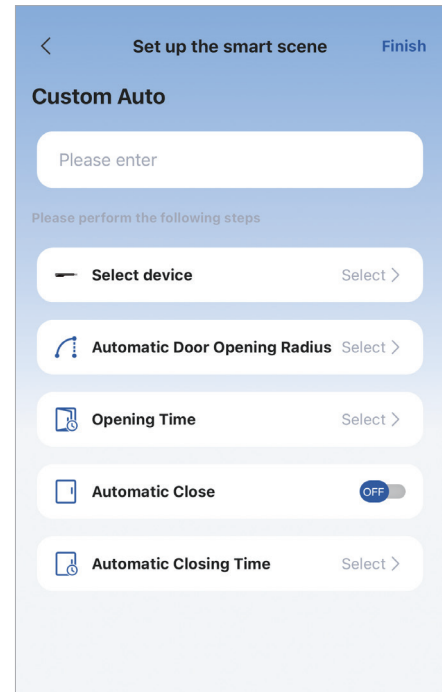 Set up the smart scene Finish
Custom Auto
Please enter
Please perform the following steps
Select device Select
Automatic Door Opening Radius Select
Opening Time Select
Automatic Close OFF
Automatic Closing Time Select